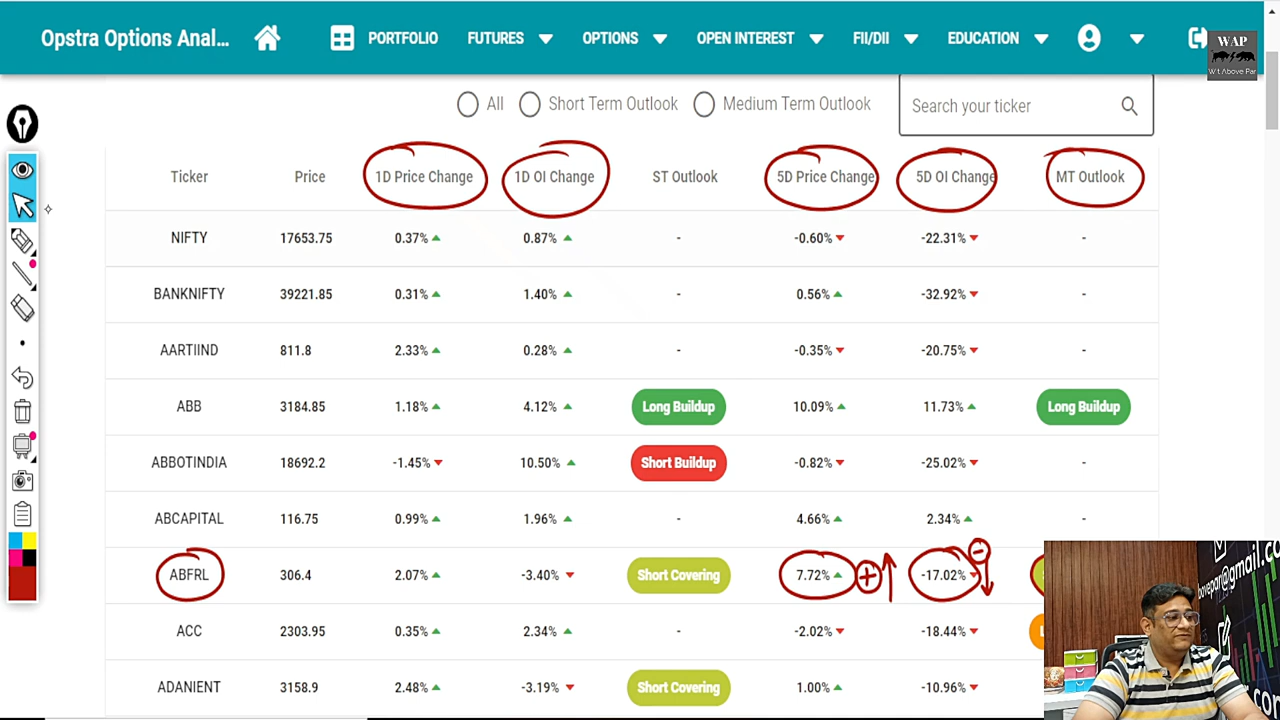 Opstra Options Anal...
PORTFOLIO
FUTURES
OPTIONS
OPEN INTEREST
FII/DII
EDUCATION
WAP
All
Short Term Outlook
Medium Term Outlook
Search your ticker
Ticker Price 1D Price Change 1D OI Change ST Outlook 5D Price Change 5D OI Change MT Outlook
NIFTY 17653.75 0.37% 0.87% - -0.60% -22.31% -
BANKNIFTY 39221.85 0.31% 1.40% - 0.56% -32.92% -
AARTIIND 811.8 2.33% 0.28% - -0.35% -20.75% -
ABB 3184.85 1.18% 4.12% Long Buildup 10.09% 11.73% Long Buildup
ABBOTINDIA 18692.2 -1.45% 10.50% Short Buildup -0.82% -25.02% -
ABCAPITAL 116.75 0.99% 1.96% - 4.66% 2.34% -
ABFRL 306.4 2.07% -3.40% Short Covering 7.72% + -17.02% -
ACC 2303.95 0.35% 2.34% - -2.02% -18.44%
ADANIENT 3158.9 2.48% -3.19% Short Covering 1.00% -10.96%